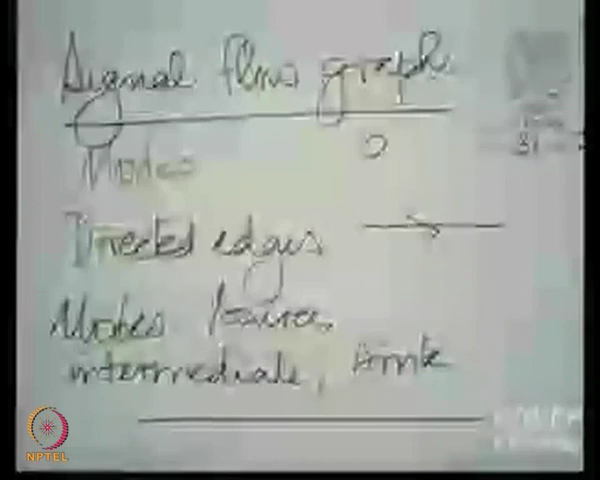 Signal flow graph
Nodes
Directed edges
Nodes source,
intermediate, sink
NPTEL